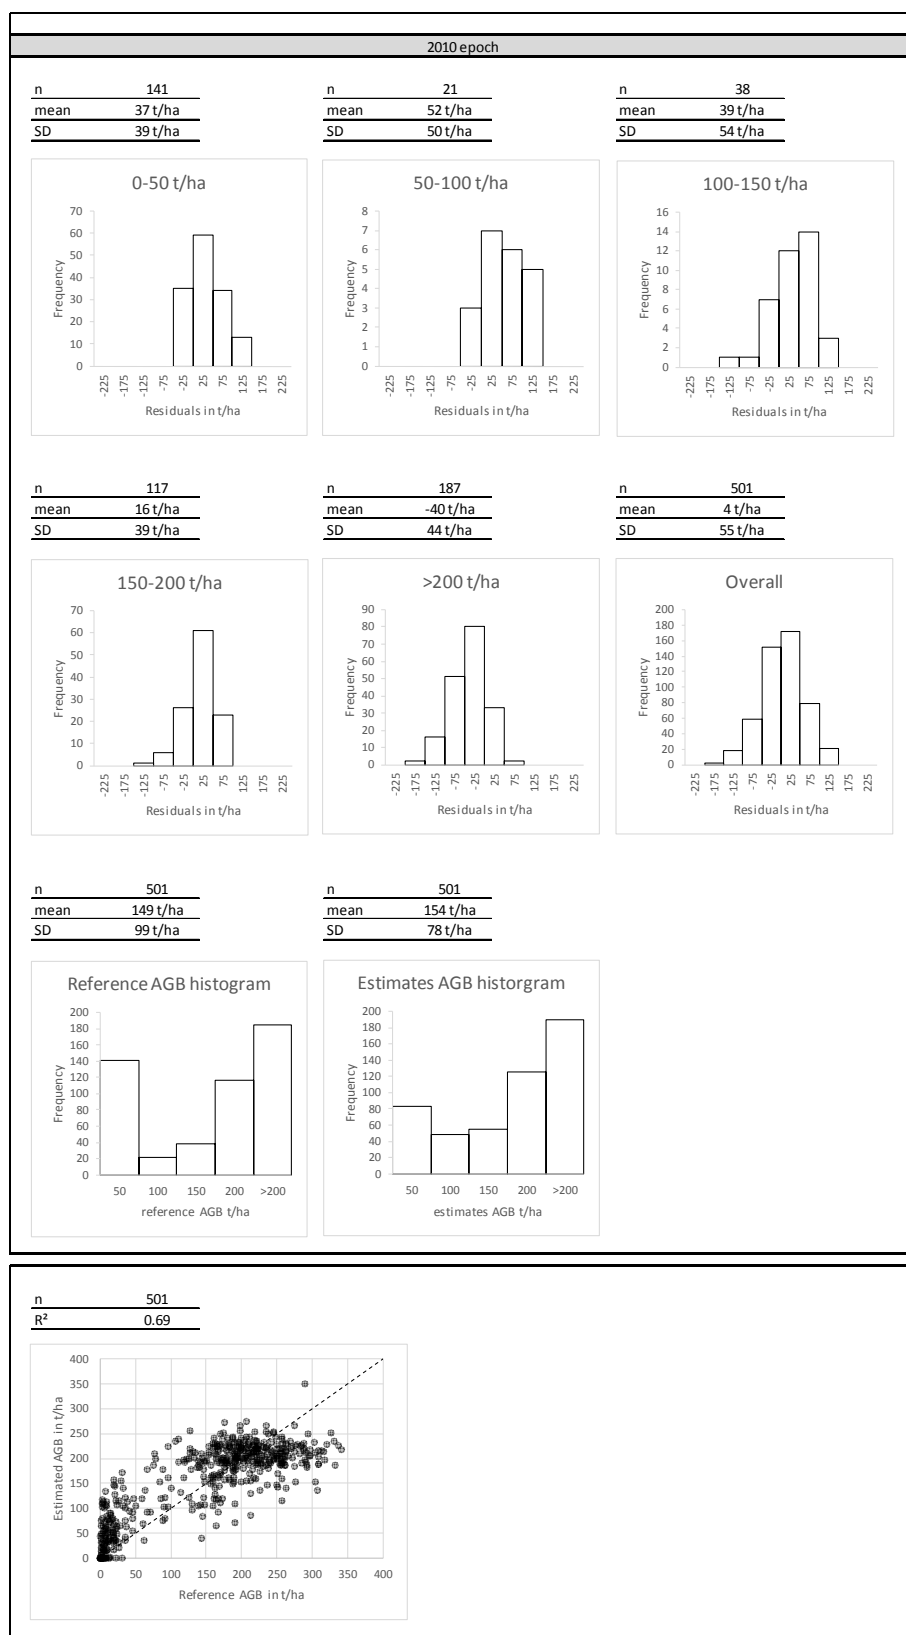 2010 epoch
n 141
mean 37 t/ha
SD 39 t/ha
n 21
mean 52 t/ha
SD 50 t/ha
n 38
mean 39 t/ha
SD 54 t/ha
0-50 t/ha
70
60
50
40
30
20
10
0
Frequency
-225 -175 -125 -75 -25 25 75 125 175 225
Residuals in t/ha
50-100 t/ha
8
7
6
5
4
3
2
1
0
Frequency
-225 -175 -125 -75 -25 25 75 125 175 225
Residuals in t/ha
100-150 t/ha
16
14
12
10
8
6
4
2
0
Frequency
-225 -175 -125 -75 -25 25 75 125 175 225
Residuals in t/ha
n 117
mean 16 t/ha
SD 39 t/ha
n 187
mean -40 t/ha
SD 44 t/ha
n 501
mean 4 t/ha
SD 55 t/ha
150-200 t/ha
70
60
50
40
30
20
10
0
Frequency
-225 -175 -125 -75 -25 25 75 125 175 225
Residuals in t/ha
>200 t/ha
90
80
70
60
50
40
30
20
10
0
Frequency
-225 -175 -125 -75 -25 25 75 125 175 225
Residuals in t/ha
Overall
200
180
160
140
120
100
80
60
40
20
0
Frequency
-225 -175 -125 -75 -25 25 75 125 175 225
Residuals in t/ha
n 501
mean 149 t/ha
SD 99 t/ha
n 501
mean 154 t/ha
SD 78 t/ha
Reference AGB histogram
200
180
160
140
120
100
80
60
40
20
0
Frequency
50 100 150 200 >200
reference AGB t/ha
Estimates AGB historgram
200
180
160
140
120
100
80
60
40
20
0
Frequency
50 100 150 200 >200
estimates AGB t/ha
n 501
R² 0.69
400
350
300
250
200
150
100
50
0
Estimated AGB in t/ha
0 50 100 150 200 250 300 350 400
Reference AGB in t/ha